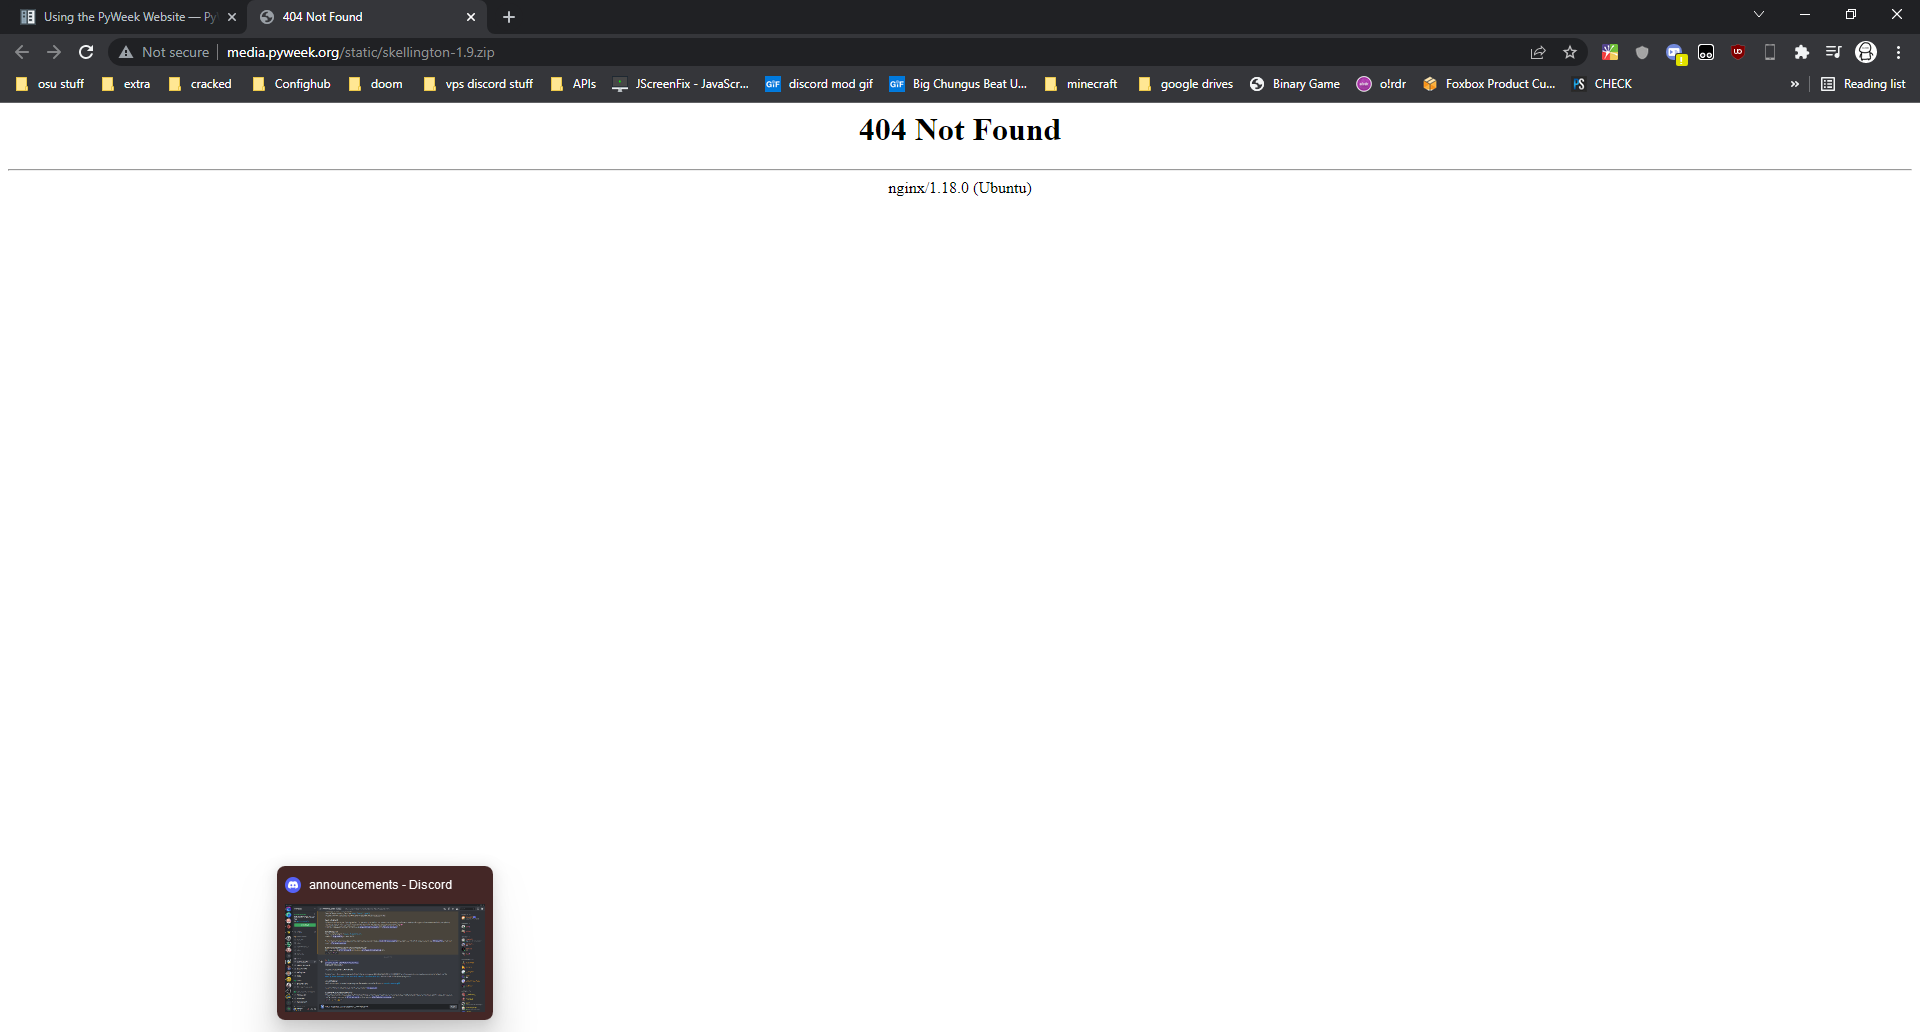 Using the PyWeek Website — Py
404 Not Found
Not secure
media.pyweek.org/static/skellington-1.9.zip
osu stuff
extra
cracked
Confighub
doom
vps discord stuff
APIs
JScreenFix - JavaScr...
GIF
discord mod gif
GIF
Big Chungus Beat U...
minecraft
google drives
Binary Game
o!rdr
Foxbox Product Cu...
CHECK
»
Reading list
404 Not Found
nginx/1.18.0 (Ubuntu)
announcements - Discord